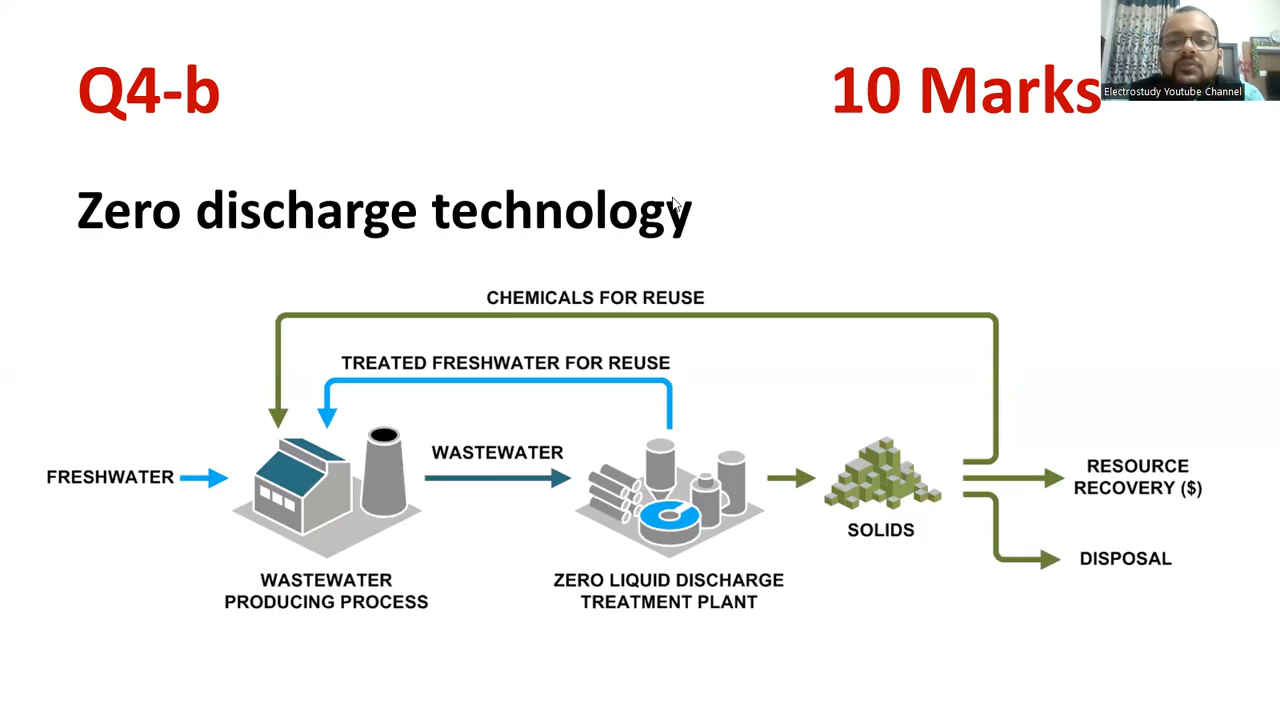 Q4-b
10 Marks
Electrostudy Youtube Channel
Zero discharge technology
CHEMICALS FOR REUSE
TREATED FRESHWATER FOR REUSE
FRESHWATER
WASTEWATER
RESOURCE
RECOVERY ($)
SOLIDS
DISPOSAL
WASTEWATER
PRODUCING PROCESS
ZERO LIQUID DISCHARGE
TREATMENT PLANT